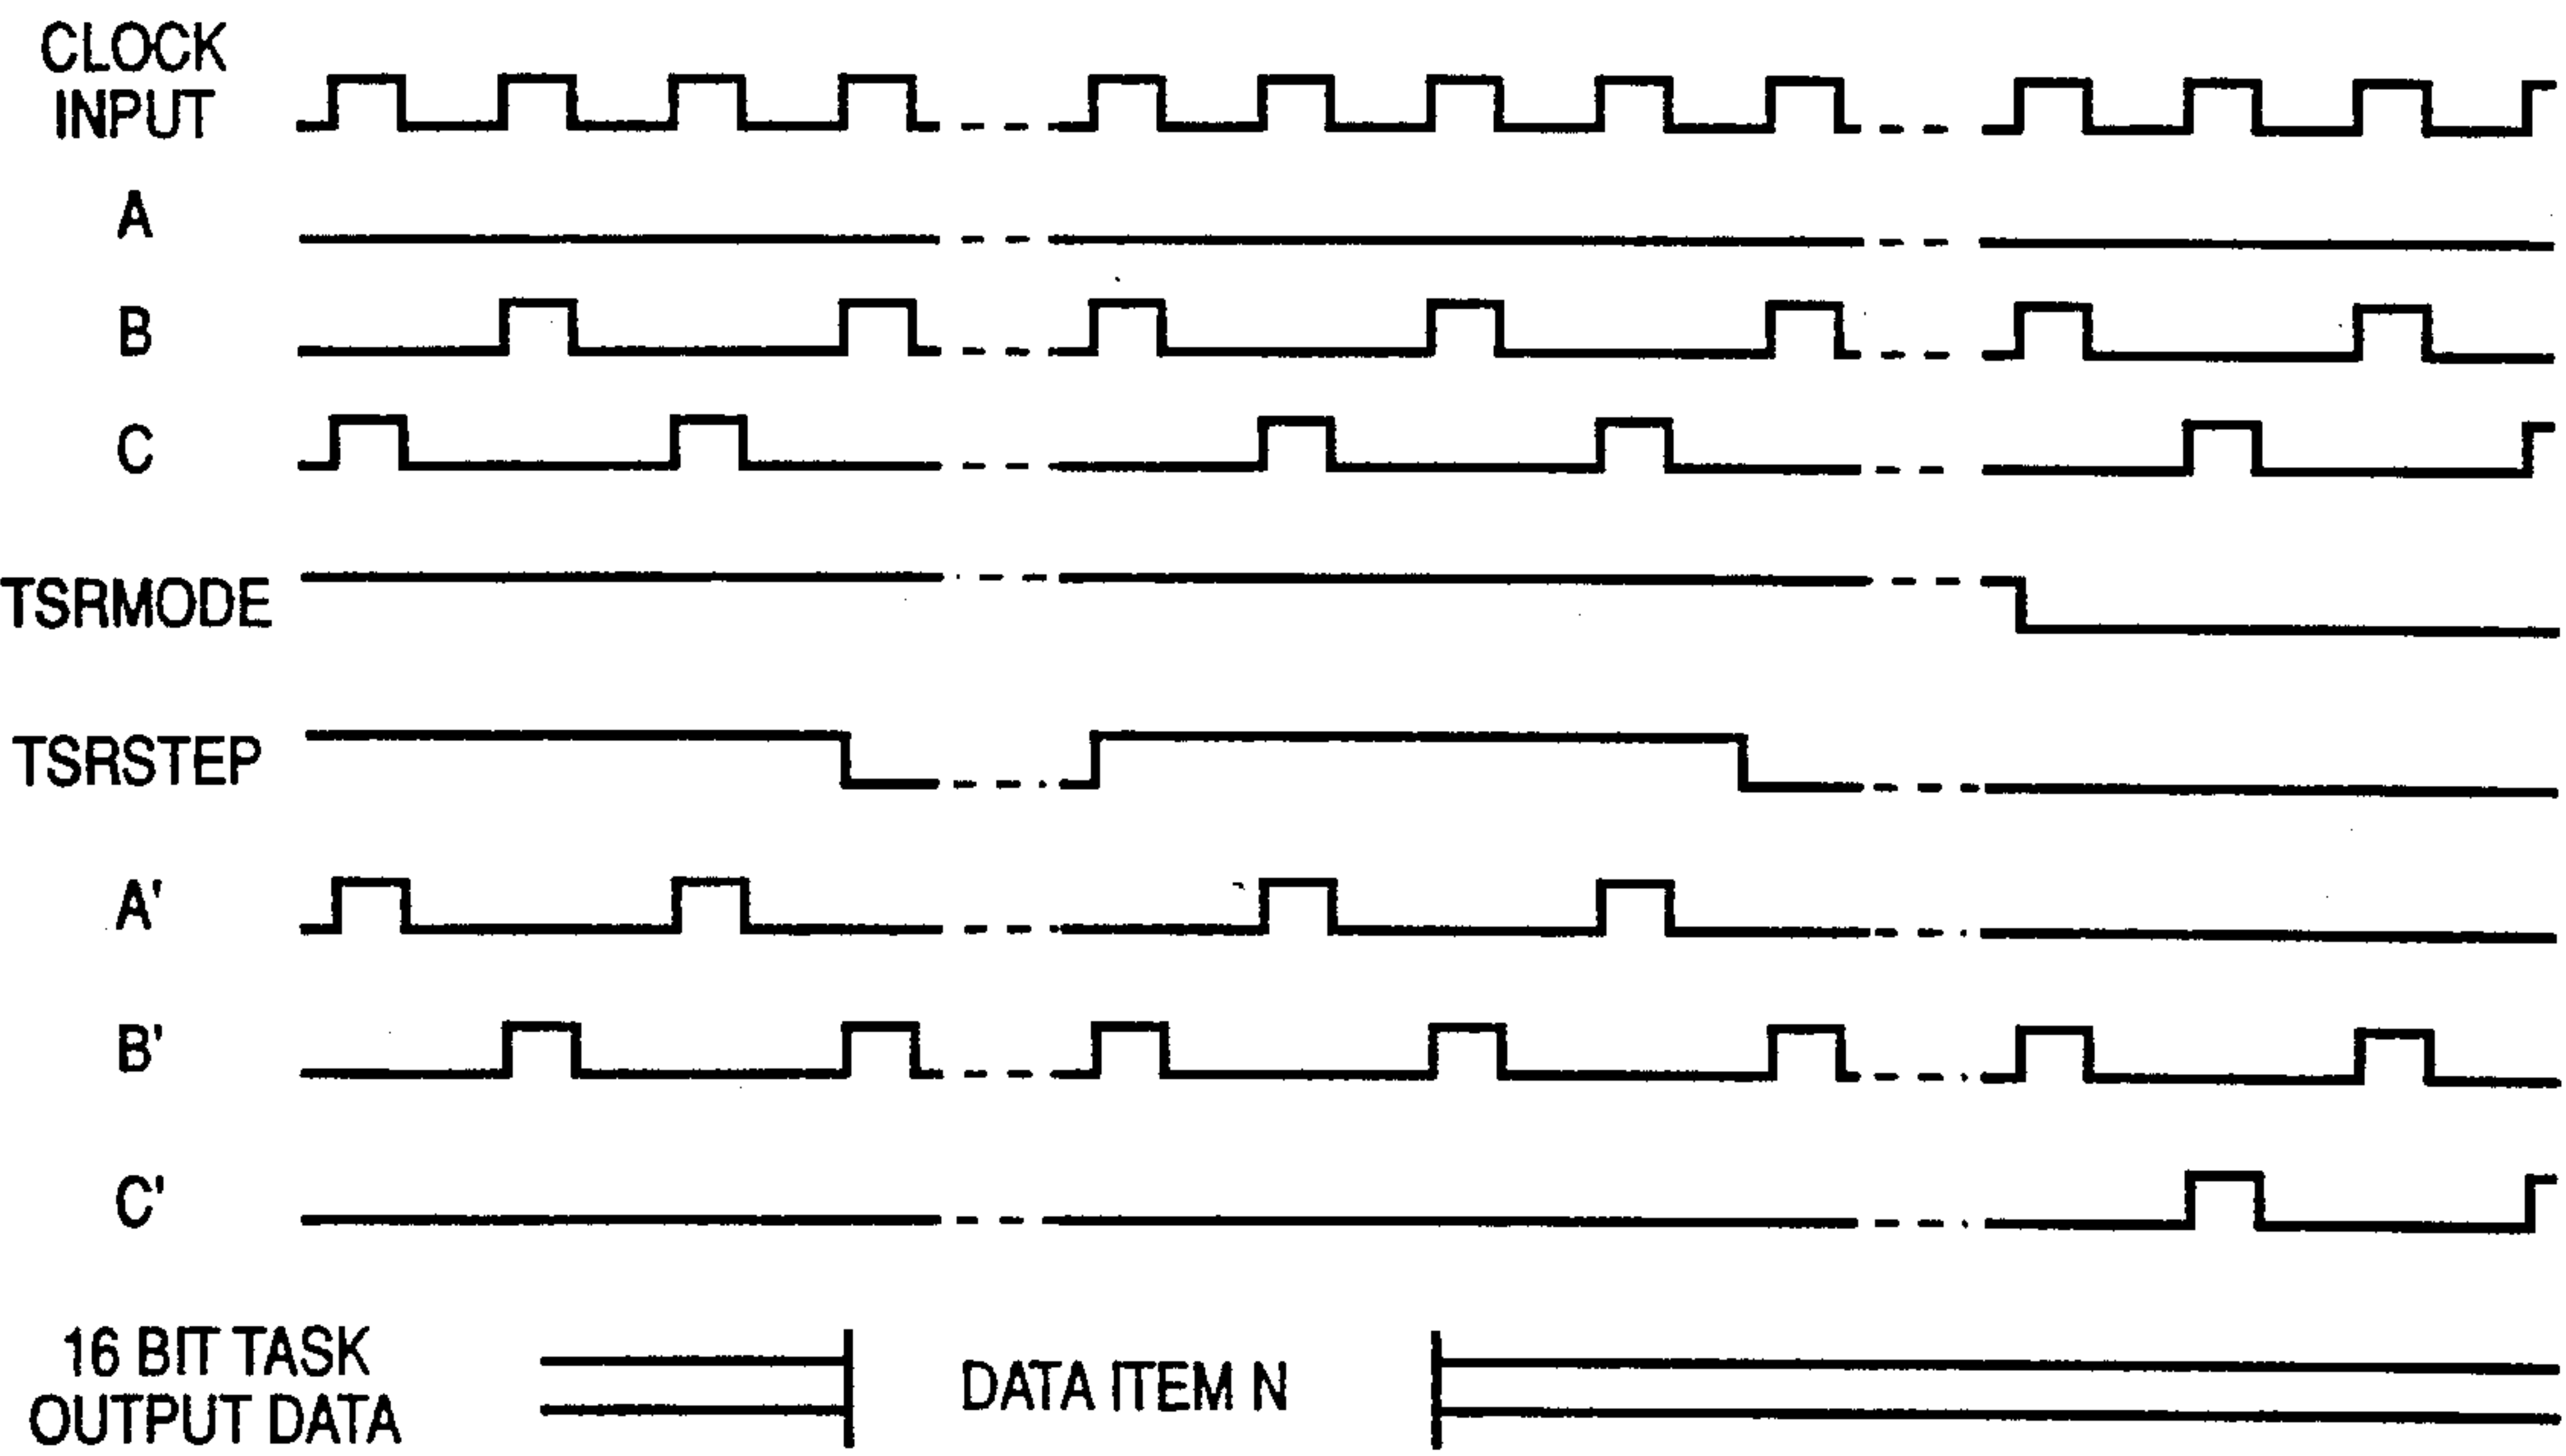 CLOCK
INPUT
A
B
C
TSRMODE
TSRSTEP
A'
B'
C'
16 BIT TASK
OUTPUT DATA
DATA ITEM N